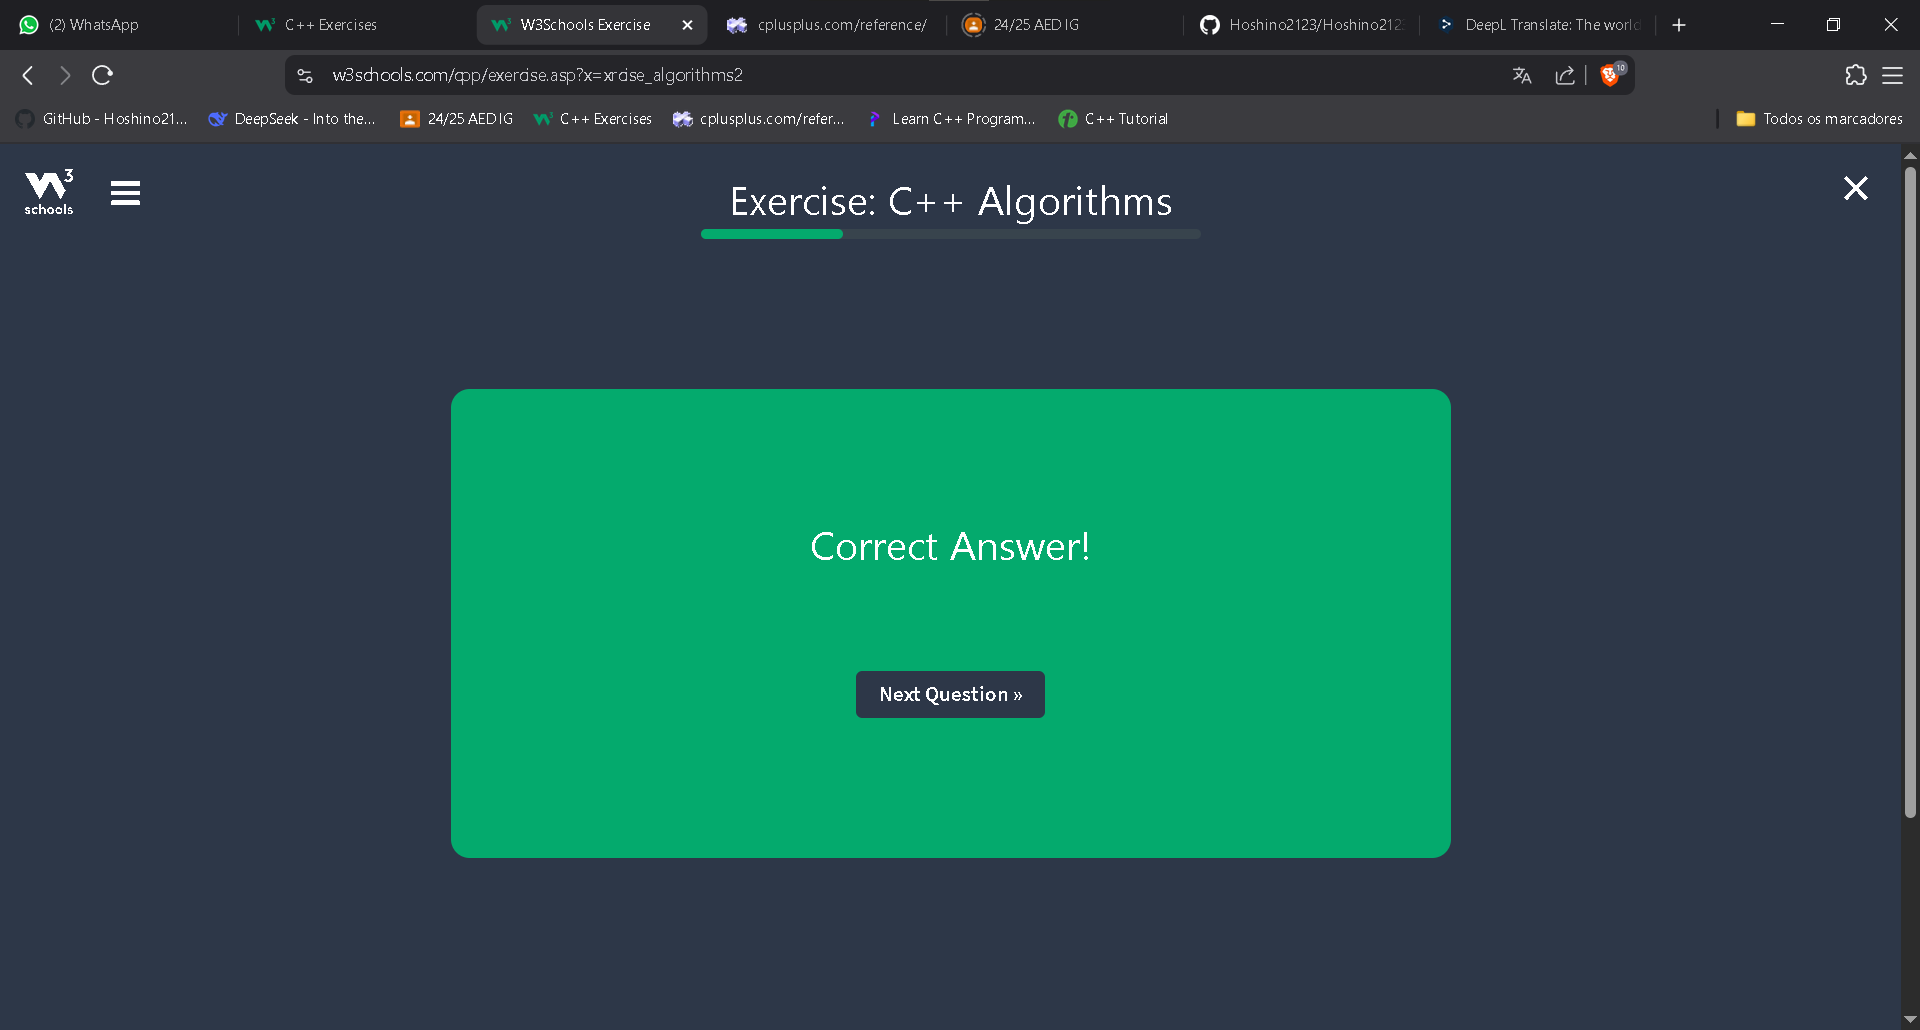 (2) WhatsApp
C++ Exercises
W3Schools Exercise
cplusplus.com/reference/
24/25 AED IG
Hoshino2123/Hoshino2123
DeepL Translate: The world
w3schools.com/cpp/exercise.asp?x=xrcise_algorithms2
10
GitHub - Hoshino21...
DeepSeek - Into the...
24/25 AED IG
C++ Exercises
cplusplus.com/refer...
Learn C++ Program...
C++ Tutorial
Todos os marcadores
W3
schools
Exercise: C++ Algorithms
Correct Answer!
Next Question »